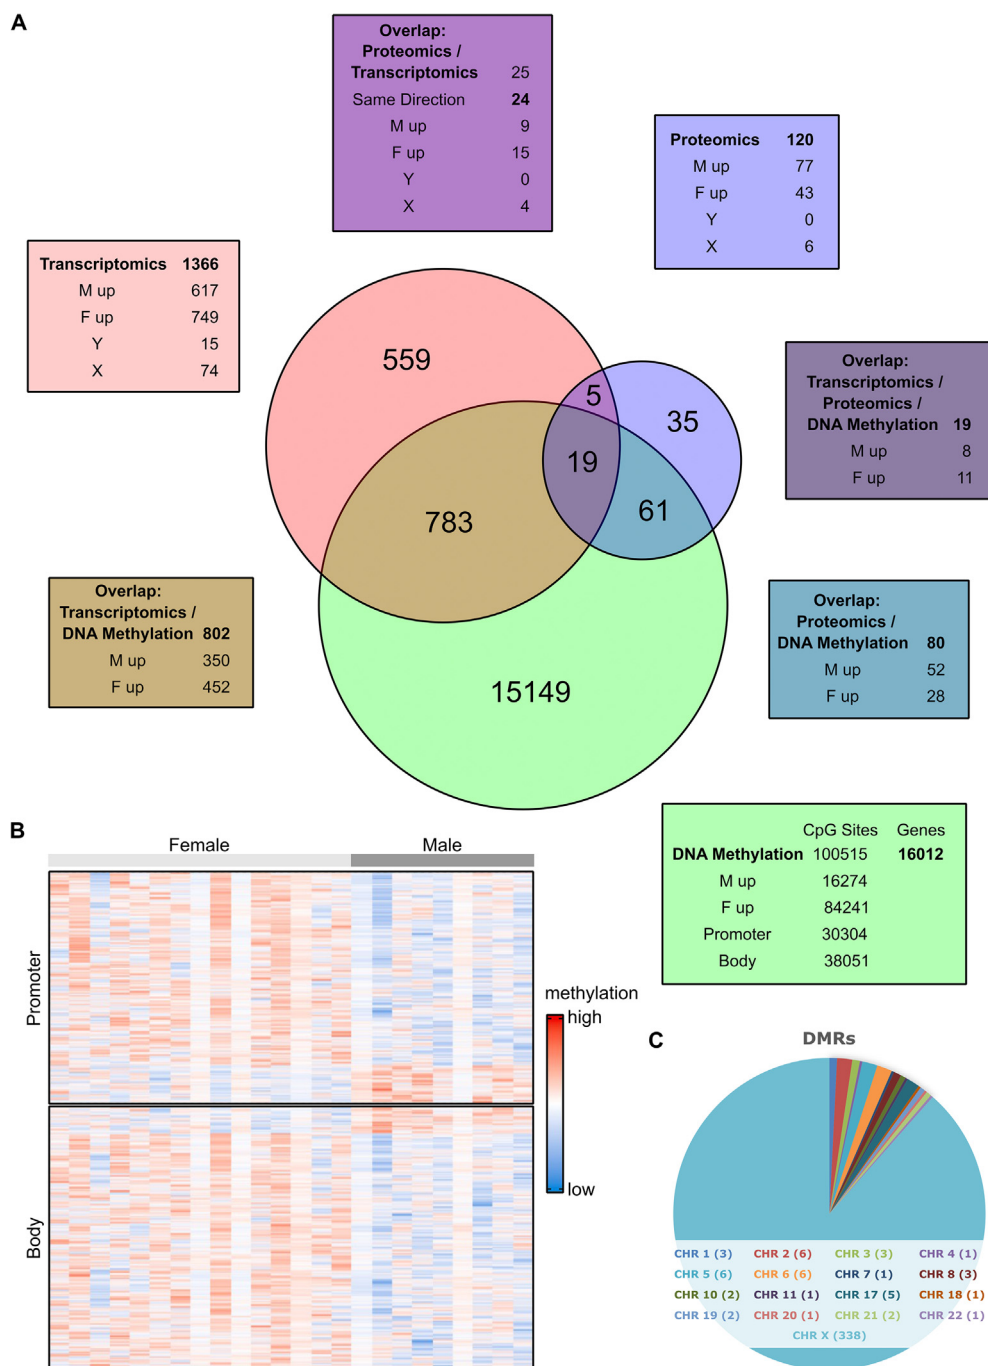 A
Overlap:
Proteomics /
Transcriptomics 25
Same Direction 24
M up 9
F up 15
Y 0
X 4
Proteomics 120
M up 77
F up 43
Y 0
X 6
Transcriptomics 1366
M up 617
F up 749
Y 15
X 74
559
5
35
19
783
61
15149
Overlap:
Transcriptomics /
Proteomics /
DNA Methylation 19
M up 8
F up 11
Overlap:
Transcriptomics /
DNA Methylation 802
M up 350
F up 452
Overlap:
Proteomics /
DNA Methylation 80
M up 52
F up 28
CpG Sites Genes
DNA Methylation 100515 16012
M up 16274
F up 84241
Promoter 30304
Body 38051
B
Female Male
Promoter
Body
methylation
high
low
C
DMRs
CHR 1 (3) CHR 2 (6) CHR 3 (3) CHR 4 (1)
CHR 5 (6) CHR 6 (6) CHR 7 (1) CHR 8 (3)
CHR 10 (2) CHR 11 (1) CHR 17 (5) CHR 18 (1)
CHR 19 (2) CHR 20 (1) CHR 21 (2) CHR 22 (1)
CHR X (338)